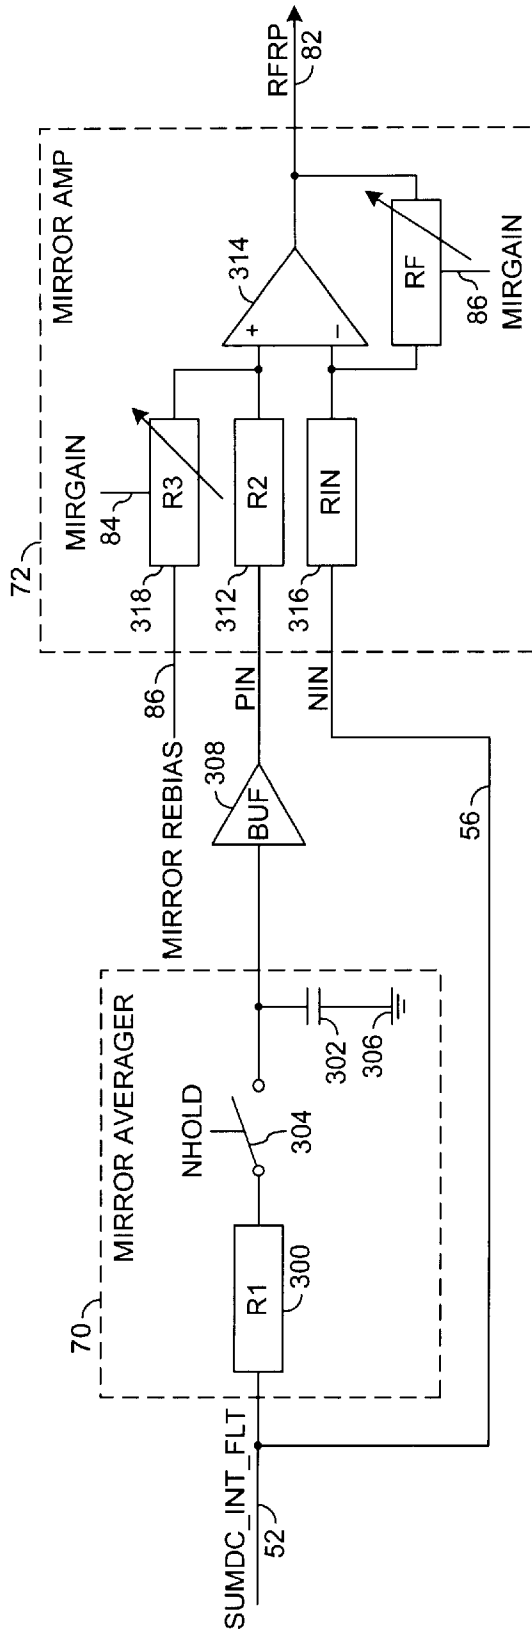 SUMDC_INT_FLT
52
70
MIRROR AVERAGER
R1
300
NHOLD
304
302
306
BUF
308
MIRROR REBIAS
86
PIN
NIN
56
72
MIRROR AMP
MIRGAIN
84
R3
318
R2
312
RIN
316
+
–
314
RF
86
MIRGAIN
RFRP
82